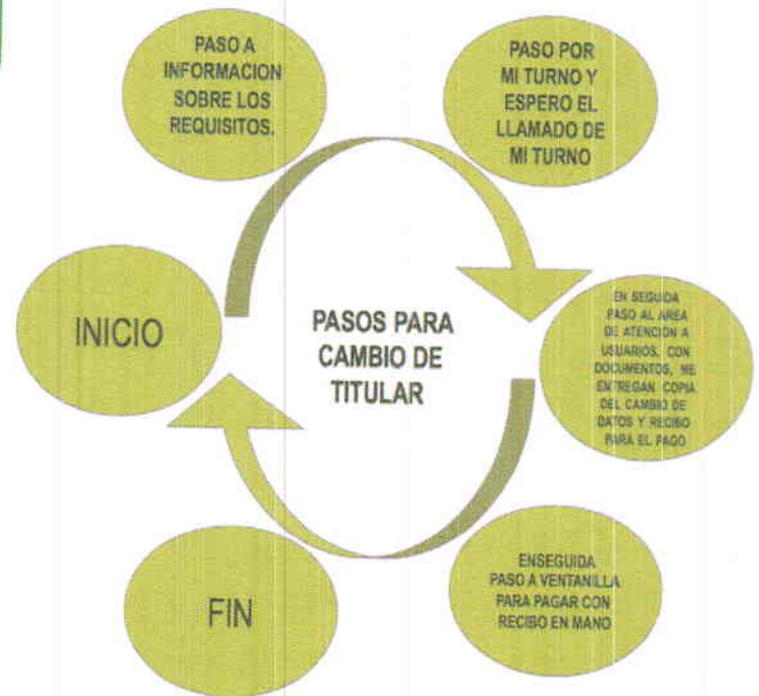 INICIO
PASO A
INFORMACION
SOBRE LOS
REQUISITOS.
PASO POR
MI TURNO Y
ESPERO EL
LLAMADO DE
MI TURNO
EN SEGUIDA
PASO AL AREA
DE ATENCION A
USUARIOS, CON
DOCUMENTOS, ME
ENTREGAN COPIA
DEL CAMBIO DE
DATOS Y RECIBO
PARA EL PAGO
ENSEGUIDA
PASO A VENTANILLA
PARA PAGAR CON
RECIBO EN MANO
FIN
PASOS PARA
CAMBIO DE
TITULAR